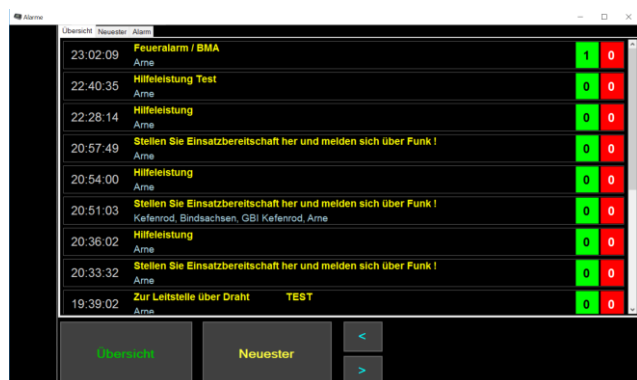 Alarme
Übersicht Neuester Alarm
23:02:09 Feueralarm / BMA 1 0
Arne
22:40:35 Hilfeleistung Test 0 0
Arne
22:28:14 Hilfeleistung 0 0
Arne
20:57:49 Stellen Sie Einsatzbereitschaft her und melden sich über Funk ! 0 0
Arne
20:54:00 Hilfeleistung 0 0
Arne
20:51:03 Stellen Sie Einsatzbereitschaft her und melden sich über Funk ! 0 0
Kefenrod, Bindsachsen, GBI Kefenrod, Arne
20:36:02 Hilfeleistung 0 0
Arne
20:33:32 Stellen Sie Einsatzbereitschaft her und melden sich über Funk ! 0 0
Arne
19:39:02 Zur Leitstelle über Draht TEST 0 0
Arne
Übersicht Neuester <
>